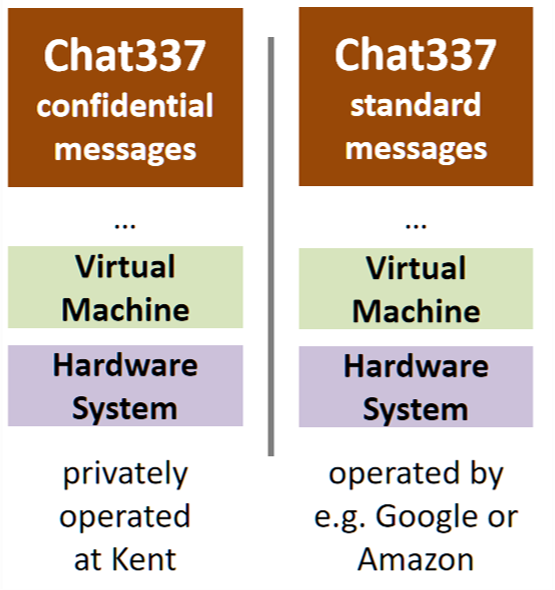 Chat337
confidential
messages
...
Virtual
Machine
Hardware
System
privately
operated
at Kent
Chat337
standard
messages
...
Virtual
Machine
Hardware
System
operated by
e.g. Google or
Amazon